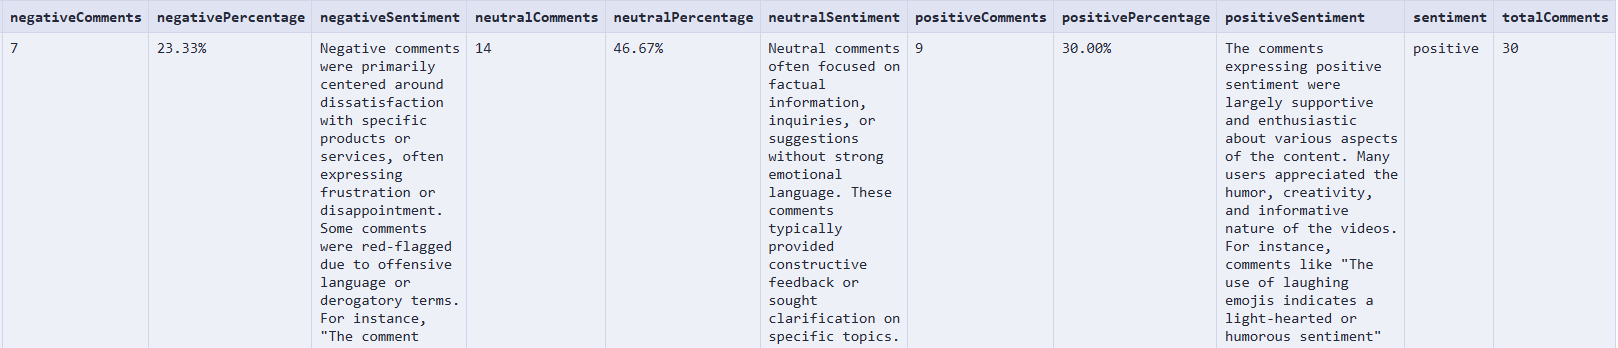 negativeComments negativePercentage negativeSentiment neutralComments neutralPercentage neutralSentiment positiveComments positivePercentage positiveSentiment sentiment totalComments
7
23.33%
Negative comments
were primarily
centered around
dissatisfaction
with specific
products or
services, often
expressing
frustration or
disappointment.
Some comments
were red-flagged
due to offensive
language or
derogatory terms.
For instance,
"The comment
14
46.67%
Neutral comments
often focused on
factual
information,
inquiries, or
suggestions
without strong
emotional
language. These
comments
typically
provided
constructive
feedback or
sought
clarification on
specific topics.
9
30.00%
The comments
expressing positive
sentiment were
largely supportive
and enthusiastic
about various aspects
of the content. Many
users appreciated the
humor, creativity,
and informative
nature of the videos.
For instance,
comments like "The
use of laughing
emojis indicates a
light-hearted or
humorous sentiment"
positive
30